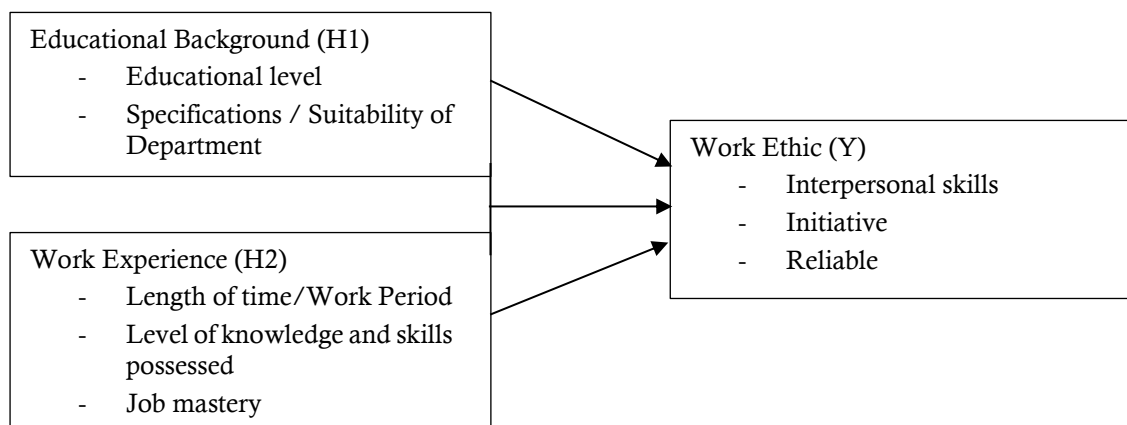 Educational Background (H1)
- Educational level
- Specifications / Suitability of
Department
Work Experience (H2)
- Length of time/Work Period
- Level of knowledge and skills
possessed
- Job mastery
Work Ethic (Y)
- Interpersonal skills
- Initiative
- Reliable